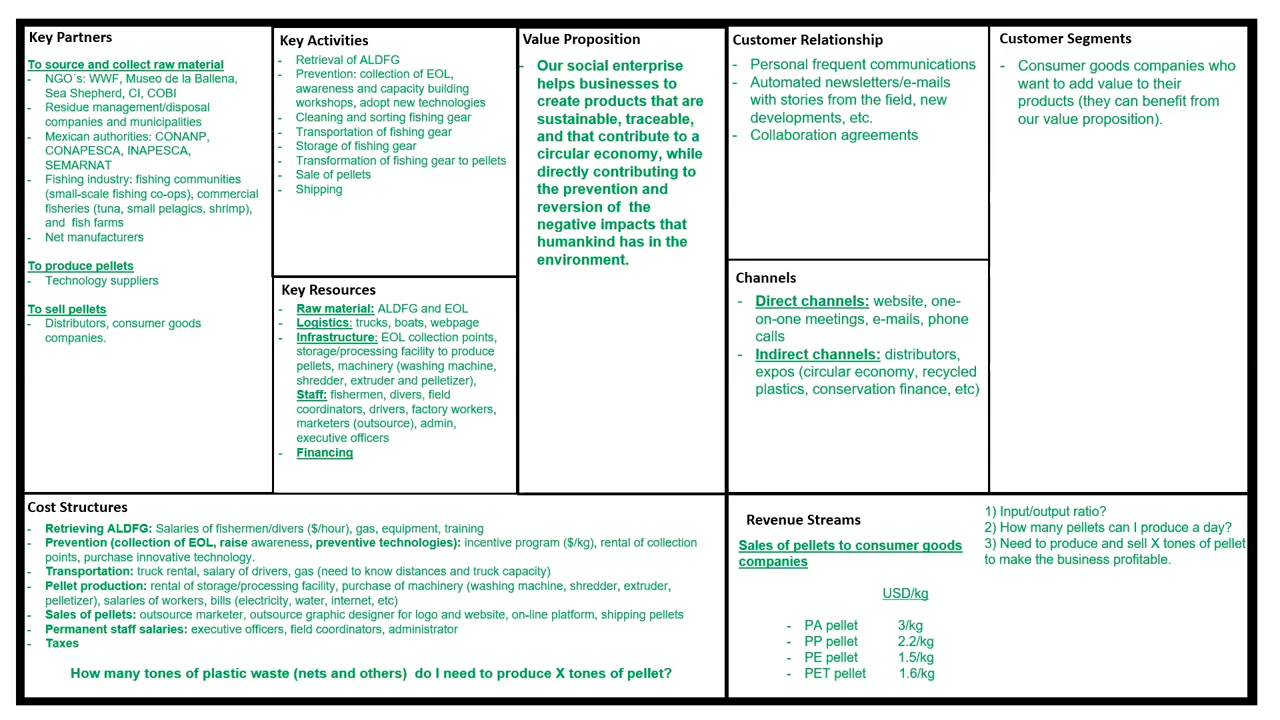 Key Partners
To source and collect raw material
- NGO´s: WWF, Museo de la Ballena,
Sea Shepherd, CI, COBI
- Residue management/disposal
companies and municipalities
- Mexican authorities: CONANP,
CONAPESCA, INAPESCA,
SEMARNAT
- Fishing industry: fishing communities
(small-scale fishing co-ops), commercial
fisheries (tuna, small pelagics, shrimp),
and fish farms
- Net manufacturers
To produce pellets
- Technology suppliers
To sell pellets
- Distributors, consumer goods
companies.
Key Activities
- Retrieval of ALDFG
- Prevention: collection of EOL,
awareness and capacity building
workshops, adopt new technologies
- Cleaning and sorting fishing gear
- Transportation of fishing gear
- Storage of fishing gear
- Transformation of fishing gear to pellets
- Sale of pellets
- Shipping
Key Resources
- Raw material: ALDFG and EOL
- Logistics: trucks, boats, webpage
- Infrastructure: EOL collection points,
storage/processing facility to produce
pellets, machinery (washing machine,
shredder, extruder and pelletizer),
Staff: fishermen, divers, field
coordinators, drivers, factory workers,
marketers (outsource), admin,
executive officers
- Financing
Value Proposition
- Our social enterprise
helps businesses to
create products that are
sustainable, traceable,
and that contribute to a
circular economy, while
directly contributing to
the prevention and
reversion of the
negative impacts that
humankind has in the
environment.
Customer Relationship
- Personal frequent communications
- Automated newsletters/e-mails
with stories from the field, new
developments, etc.
- Collaboration agreements
Channels
- Direct channels: website, one-
on-one meetings, e-mails, phone
calls
- Indirect channels: distributors,
expos (circular economy, recycled
plastics, conservation finance, etc)
Customer Segments
- Consumer goods companies who
want to add value to their
products (they can benefit from
our value proposition).
Cost Structures
- Retrieving ALDFG: Salaries of fishermen/divers ($/hour), gas, equipment, training
- Prevention (collection of EOL, raise awareness, preventive technologies): incentive program ($/kg), rental of collection
points, purchase innovative technology.
- Transportation: truck rental, salary of drivers, gas (need to know distances and truck capacity)
- Pellet production: rental of storage/processing facility, purchase of machinery (washing machine, shredder, extruder,
pelletizer), salaries of workers, bills (electricity, water, internet, etc)
- Sales of pellets: outsource marketer, outsource graphic designer for logo and website, on-line platform, shipping pellets
- Permanent staff salaries: executive officers, field coordinators, administrator
- Taxes
How many tones of plastic waste (nets and others) do I need to produce X tones of pellet?
Revenue Streams
Sales of pellets to consumer goods
companies
USD/kg
- PA pellet 3/kg
- PP pellet 2.2/kg
- PE pellet 1.5/kg
- PET pellet 1.6/kg
1) Input/output ratio?
2) How many pellets can I produce a day?
3) Need to produce and sell X tones of pellet
to make the business profitable.